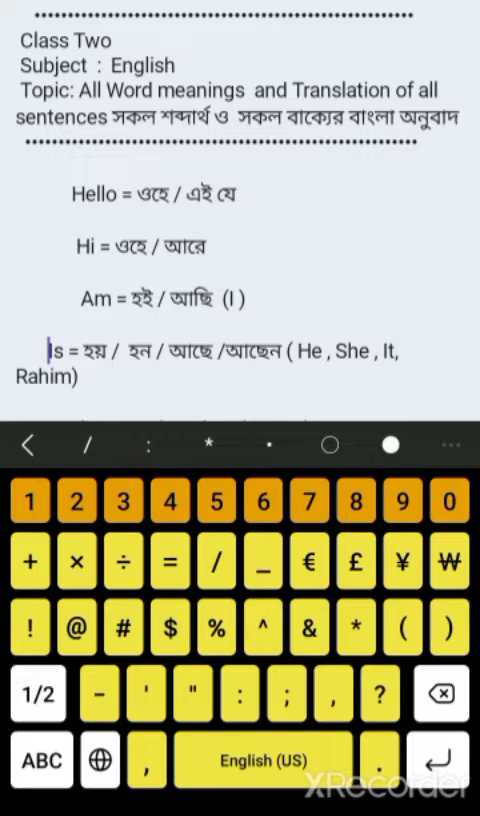 Class Two
Subject : English
Topic: All Word meanings and Translation of all
sentences সকল শব্দার্থ ও সকল বাক্যের বাংলা অনুবাদ
Hello = ওহে / এই যে
Hi = ওহে / আরে
Am = হই / আছি (I)
Is = হয় / হন / আছে /আছেন ( He , She , It,
Rahim)
/ : * • ○ ● ...
1 2 3 4 5 6 7 8 9 0
+ × ÷ = / _ € £ ¥ ₩
! @ # $ % ^ & * ( )
1/2 - ' " : ; , ?
ABC , English (US) .
XRecorder